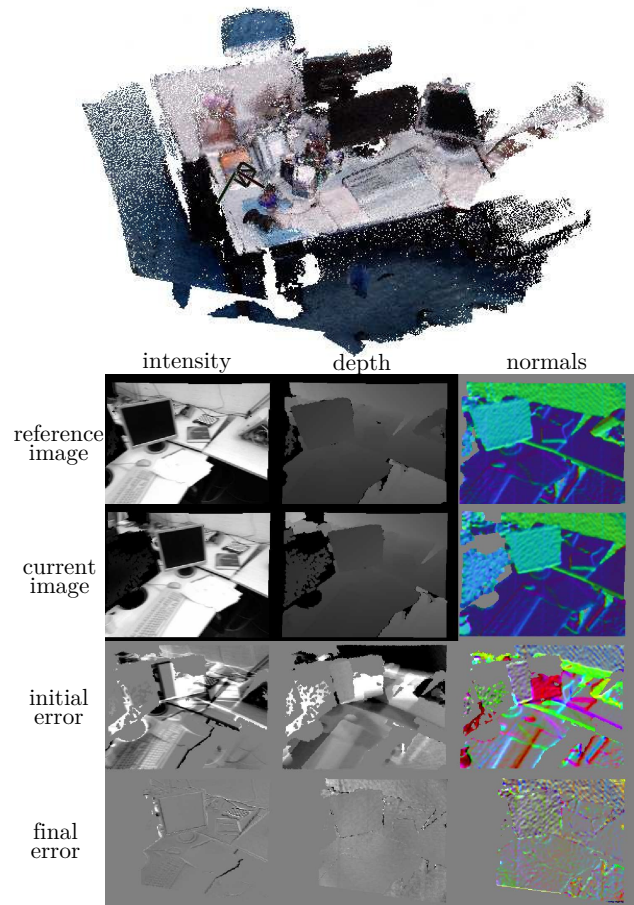 intensity depth normals
reference
image
current
image
initial
error
final
error